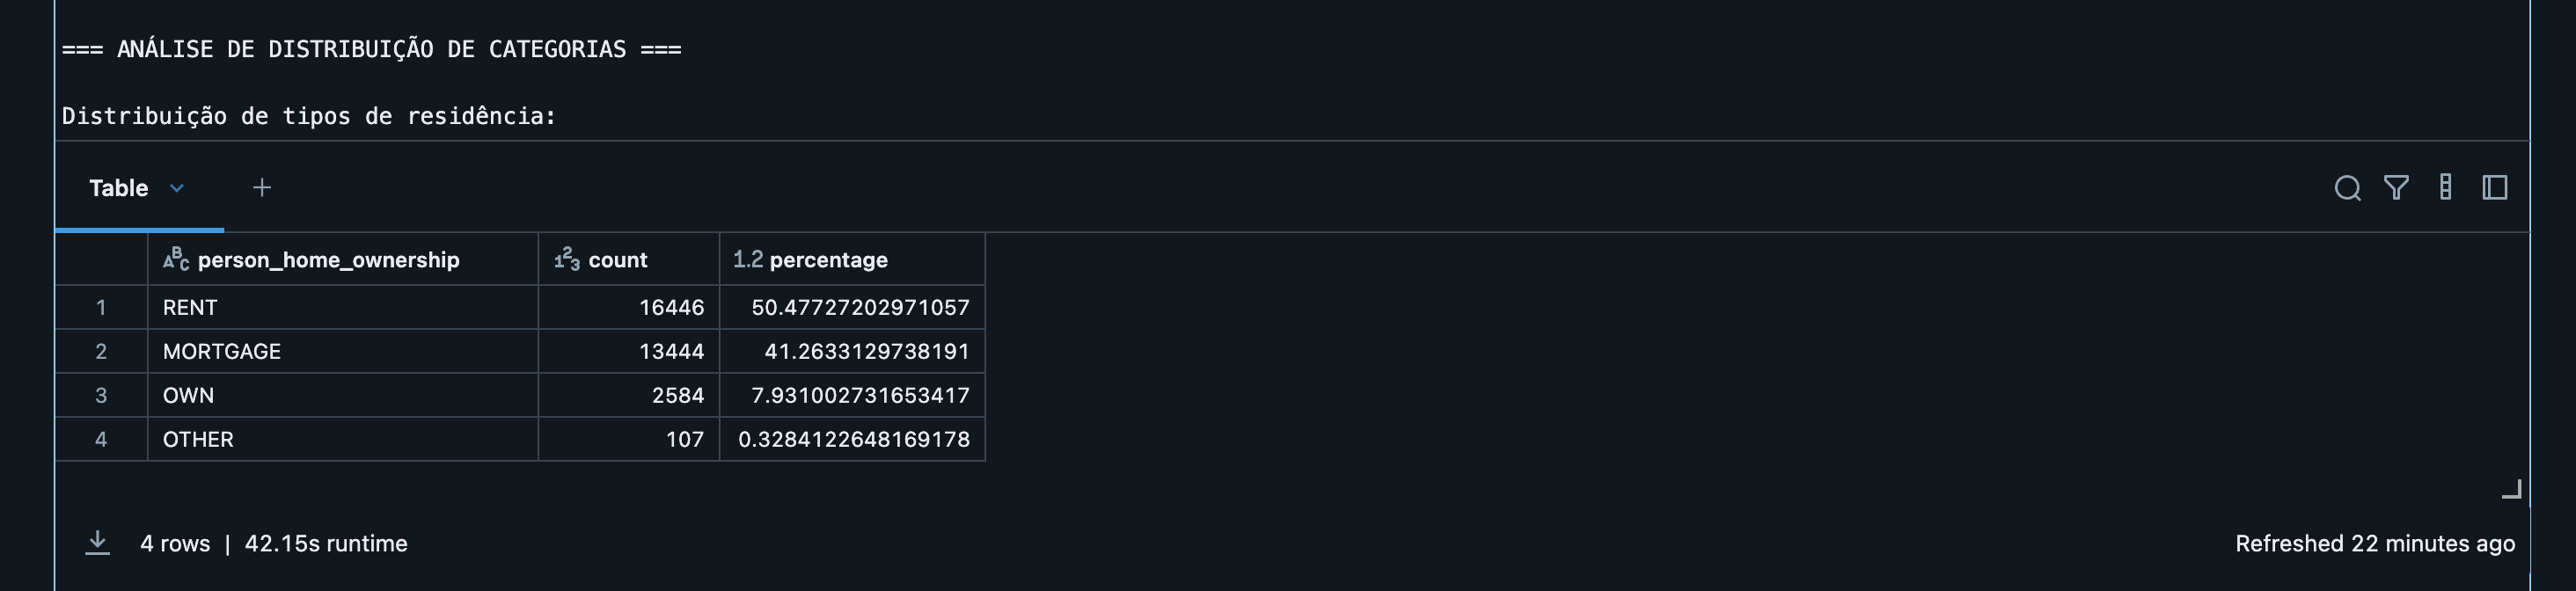 === ANÁLISE DE DISTRIBUIÇÃO DE CATEGORIAS ===
Distribuição de tipos de residência:
Table
person_home_ownership count 1.2 percentage
1 RENT 16446 50.47727202971057
2 MORTGAGE 13444 41.2633129738191
3 OWN 2584 7.931002731653417
4 OTHER 107 0.3284122648169178
4 rows | 42.15s runtime
Refreshed 22 minutes ago